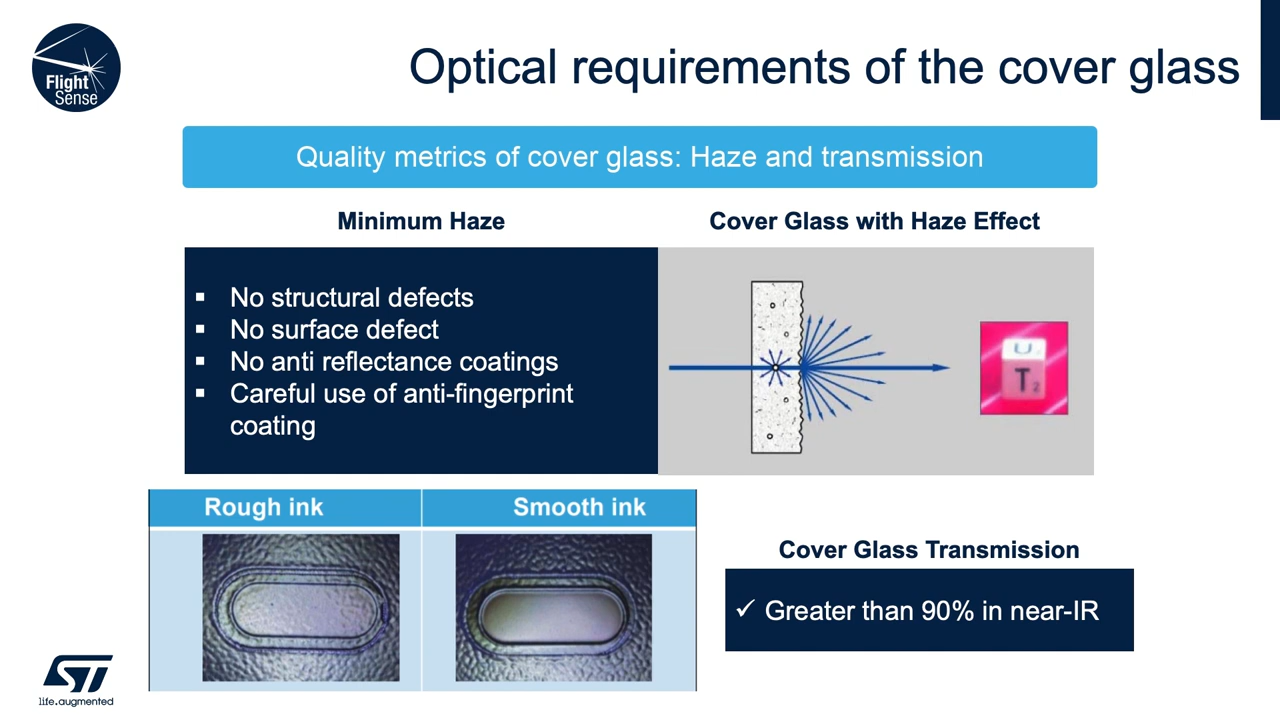 Flight
Sense
Optical requirements of the cover glass
Quality metrics of cover glass: Haze and transmission
Minimum Haze
Cover Glass with Haze Effect
▪ No structural defects
▪ No surface defect
▪ No anti reflectance coatings
▪ Careful use of anti-fingerprint
coating
U
T2
Rough ink
Smooth ink
Cover Glass Transmission
✓ Greater than 90% in near-IR
ST
life.augmented